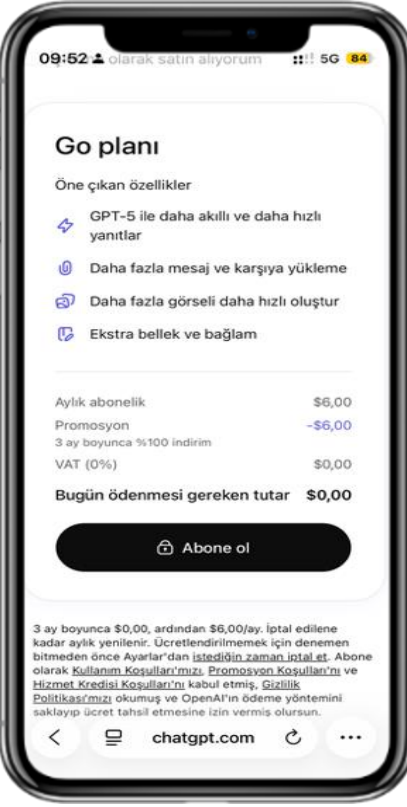 09:52
olarak satın alıyorum
5G 84
Go planı
Öne çıkan özellikler
GPT-5 ile daha akıllı ve daha hızlı
yanıtlar
Daha fazla mesaj ve karşıya yükleme
Daha fazla görseli daha hızlı oluştur
Ekstra bellek ve bağlam
Aylık abonelik $6,00
Promosyon -$6,00
3 ay boyunca %100 indirim
VAT (0%) $0,00
Bugün ödenmesi gereken tutar $0,00
Abone ol
3 ay boyunca $0,00, ardından $6,00/ay. İptal edilene
kadar aylık yenilenir. Ücretlendirilmemek için denemen
bitmeden önce Ayarlar'dan istediğin zaman iptal et. Abone
olarak Kullanım Koşulları'mızı, Promosyon Koşulları'nı ve
Hizmet Kredisi Koşulları'nı kabul etmiş, Gizlilik
Politikası'mızı okumuş ve OpenAI'ın ödeme yöntemini
saklayıp ücret tahsil etmesine izin vermiş olursun.
chatgpt.com